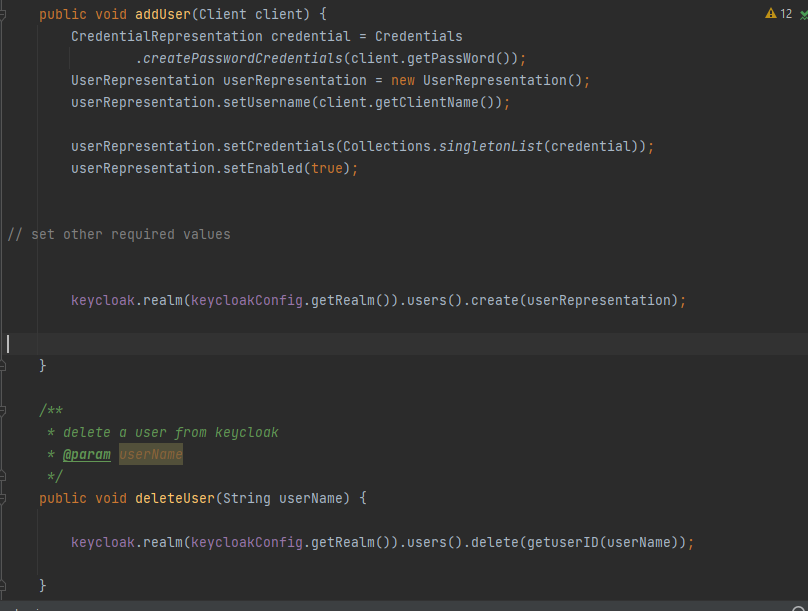 public void addUser(Client client) {
12
CredentialRepresentation credential = Credentials
.createPasswordCredentials(client.getPassWord());
UserRepresentation userRepresentation = new UserRepresentation();
userRepresentation.setUsername(client.getClientName());
userRepresentation.setCredentials(Collections.singletonList(credential));
userRepresentation.setEnabled(true);
// set other required values
keycloak.realm(keycloakConfig.getRealm()).users().create(userRepresentation);
}
/**
* delete a user from keycloak
* @param userName
*/
public void deleteUser(String userName) {
keycloak.realm(keycloakConfig.getRealm()).users().delete(getuserID(userName));
}